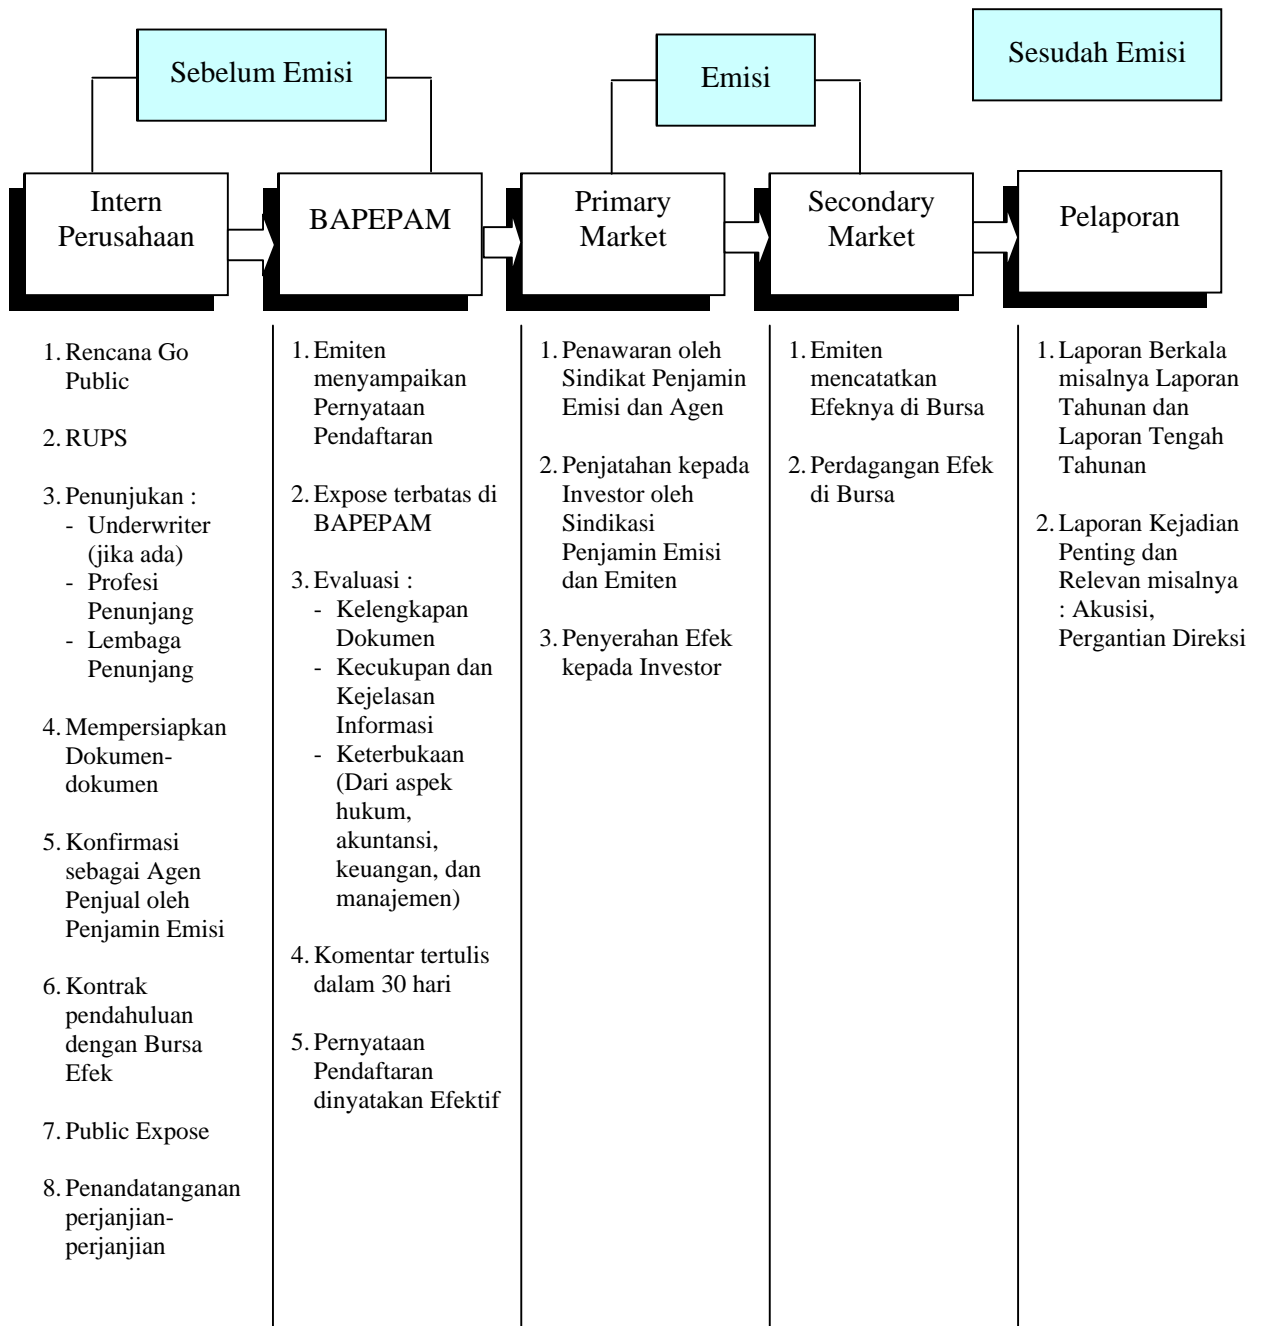 Sebelum Emisi
Emisi
Sesudah Emisi
Intern
Perusahaan
BAPEPAM
Primary
Market
Secondary
Market
Pelaporan
1. Rencana Go
Public
2. RUPS
3. Penunjukan :
- Underwriter
(jika ada)
- Profesi
Penunjang
- Lembaga
Penunjang
4. Mempersiapkan
Dokumen-
dokumen
5. Konfirmasi
sebagai Agen
Penjual oleh
Penjamin Emisi
6. Kontrak
pendahuluan
dengan Bursa
Efek
7. Public Expose
8. Penandatanganan
perjanjian-
perjanjian
1. Emiten
menyampaikan
Pernyataan
Pendaftaran
2. Expose terbatas di
BAPEPAM
3. Evaluasi :
- Kelengkapan
Dokumen
- Kecukupan dan
Kejelasan
Informasi
- Keterbukaan
(Dari aspek
hukum,
akuntansi,
keuangan, dan
manajemen)
4. Komentar tertulis
dalam 30 hari
5. Pernyataan
Pendaftaran
dinyatakan Efektif
1. Penawaran oleh
Sindikat Penjamin
Emisi dan Agen
2. Penjatahan kepada
Investor oleh
Sindikasi
Penjamin Emisi
dan Emiten
3. Penyerahan Efek
kepada Investor
1. Emiten
mencatatkan
Efeknya di Bursa
2. Perdagangan Efek
di Bursa
1. Laporan Berkala
misalnya Laporan
Tahunan dan
Laporan Tengah
Tahunan
2. Laporan Kejadian
Penting dan
Relevan misalnya
: Akusisi,
Pergantian Direksi